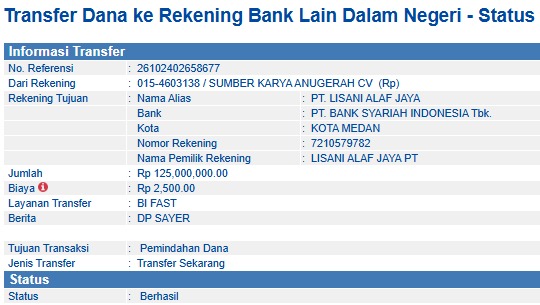 Transfer Dana ke Rekening Bank Lain Dalam Negeri - Status
Informasi Transfer
No. Referensi : 26102402658677
Dari Rekening : 015-4603138 / SUMBER KARYA ANUGERAH CV (Rp)
Rekening Tujuan : Nama Alias : PT. LISANI ALAF JAYA
Bank : PT. BANK SYARIAH INDONESIA Tbk.
Kota : KOTA MEDAN
Nomor Rekening : 7210579782
Nama Pemilik Rekening : LISANI ALAF JAYA PT
Jumlah : Rp 125,000,000.00
Biaya : Rp 2,500.00
Layanan Transfer : BI FAST
Berita : DP SAYER
Tujuan Transaksi : Pemindahan Dana
Jenis Transfer : Transfer Sekarang
Status
Status : Berhasil